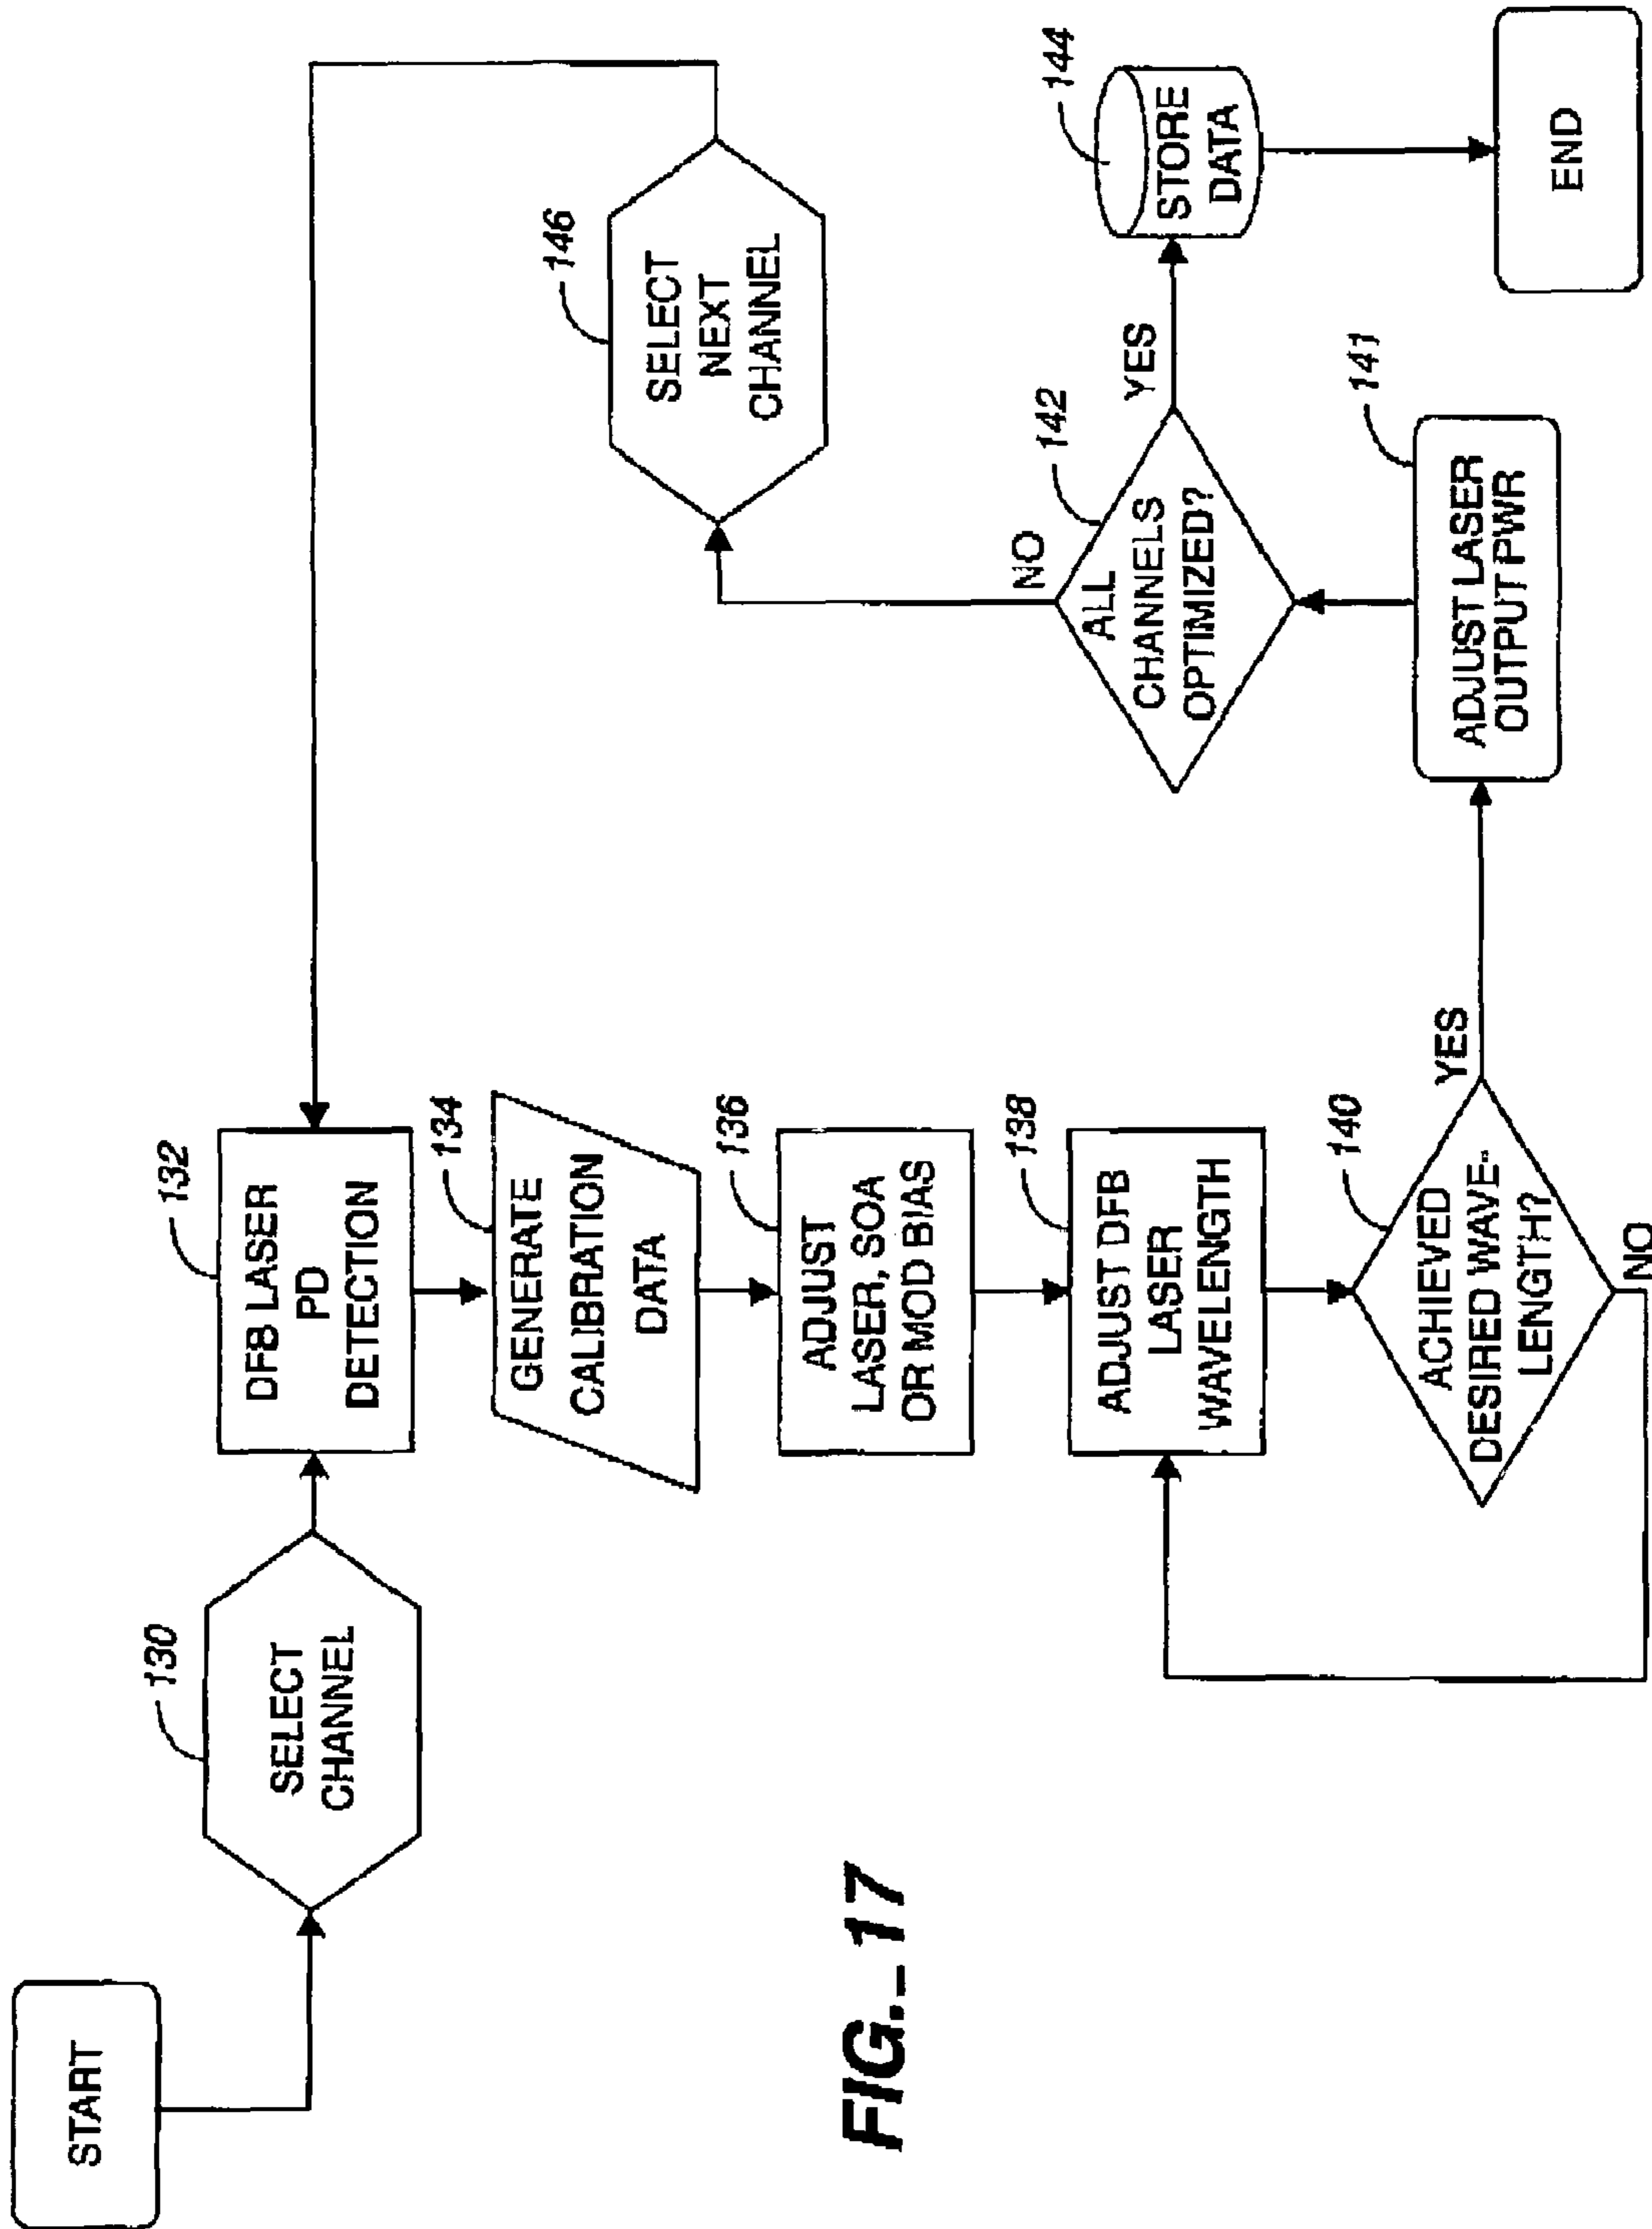 START
130
SELECT
CHANNEL
132
DFB LASER
PD
DETECTION
134
GENERATE
CALIBRATION
DATA
136
ADJUST
LASER, SOA
OR MOD BIAS
138
ADJUST DFB
LASER
WAVELENGTH
140
ACHIEVED
DESIRED WAVE-
LENGTH?
NO
YES
141
ADJUST LASER
OUTPUT PWR
142
ALL
CHANNELS
OPTIMIZED?
NO
YES
146
SELECT
NEXT
CHANNEL
144
STORE
DATA
END
FIG._17